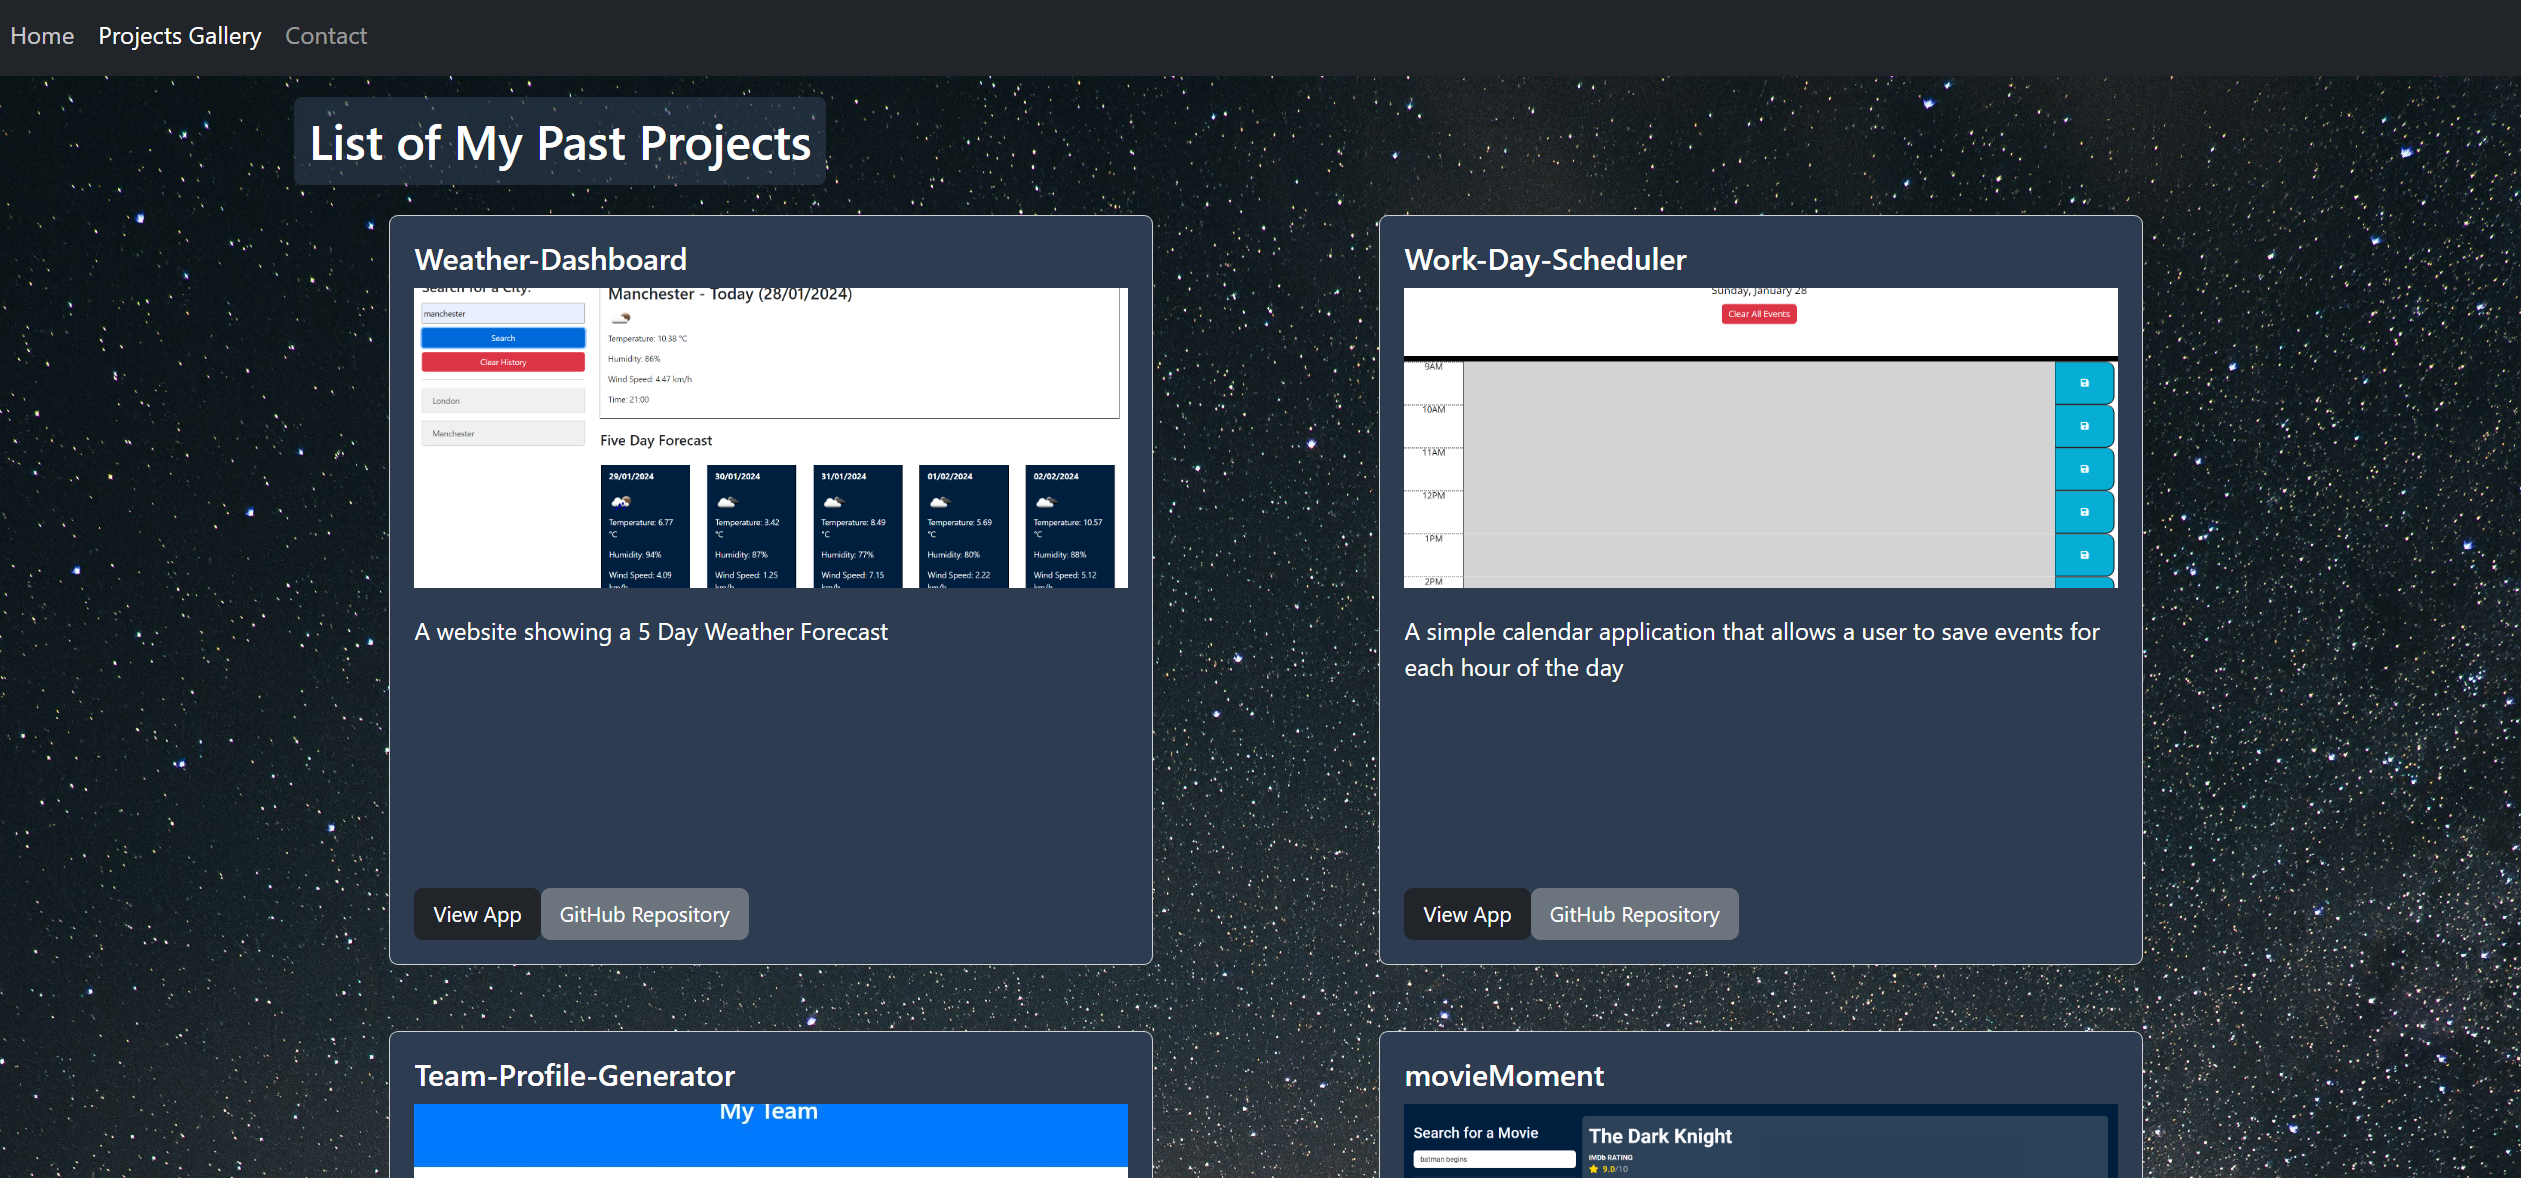 Home Projects Gallery Contact
List of My Past Projects
Weather-Dashboard
Search for a City:
manchester
Search
Clear History
London
Manchester
Manchester - Today (28/01/2024)
Temperature: 10.38 °C
Humidity: 86%
Wind Speed: 4.47 km/h
Time: 21:00
Five Day Forecast
29/01/2024
Temperature: 6.77
°C
Humidity: 94%
Wind Speed: 4.09
km/h
30/01/2024
Temperature: 3.42
°C
Humidity: 87%
Wind Speed: 1.25
km/h
31/01/2024
Temperature: 8.49
°C
Humidity: 77%
Wind Speed: 7.15
km/h
01/02/2024
Temperature: 5.69
°C
Humidity: 80%
Wind Speed: 2.22
km/h
02/02/2024
Temperature: 10.57
°C
Humidity: 88%
Wind Speed: 5.12
km/h
A website showing a 5 Day Weather Forecast
View App GitHub Repository
Work-Day-Scheduler
Sunday, January 28
Clear All Events
9AM
10AM
11AM
12PM
1PM
2PM
A simple calendar application that allows a user to save events for
each hour of the day
View App GitHub Repository
Team-Profile-Generator
My Team
movieMoment
Search for a Movie
batman begins
The Dark Knight
IMDb RATING
9.0/10